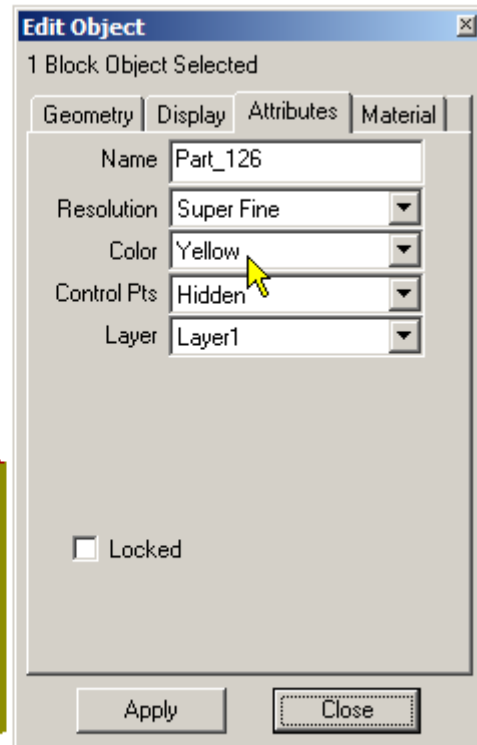 Edit Object
1 Block Object Selected
Geometry Display Attributes Material
Name Part_126
Resolution Super Fine
Color Yellow
Control Pts Hidden
Layer Layer1
Locked
Apply Close